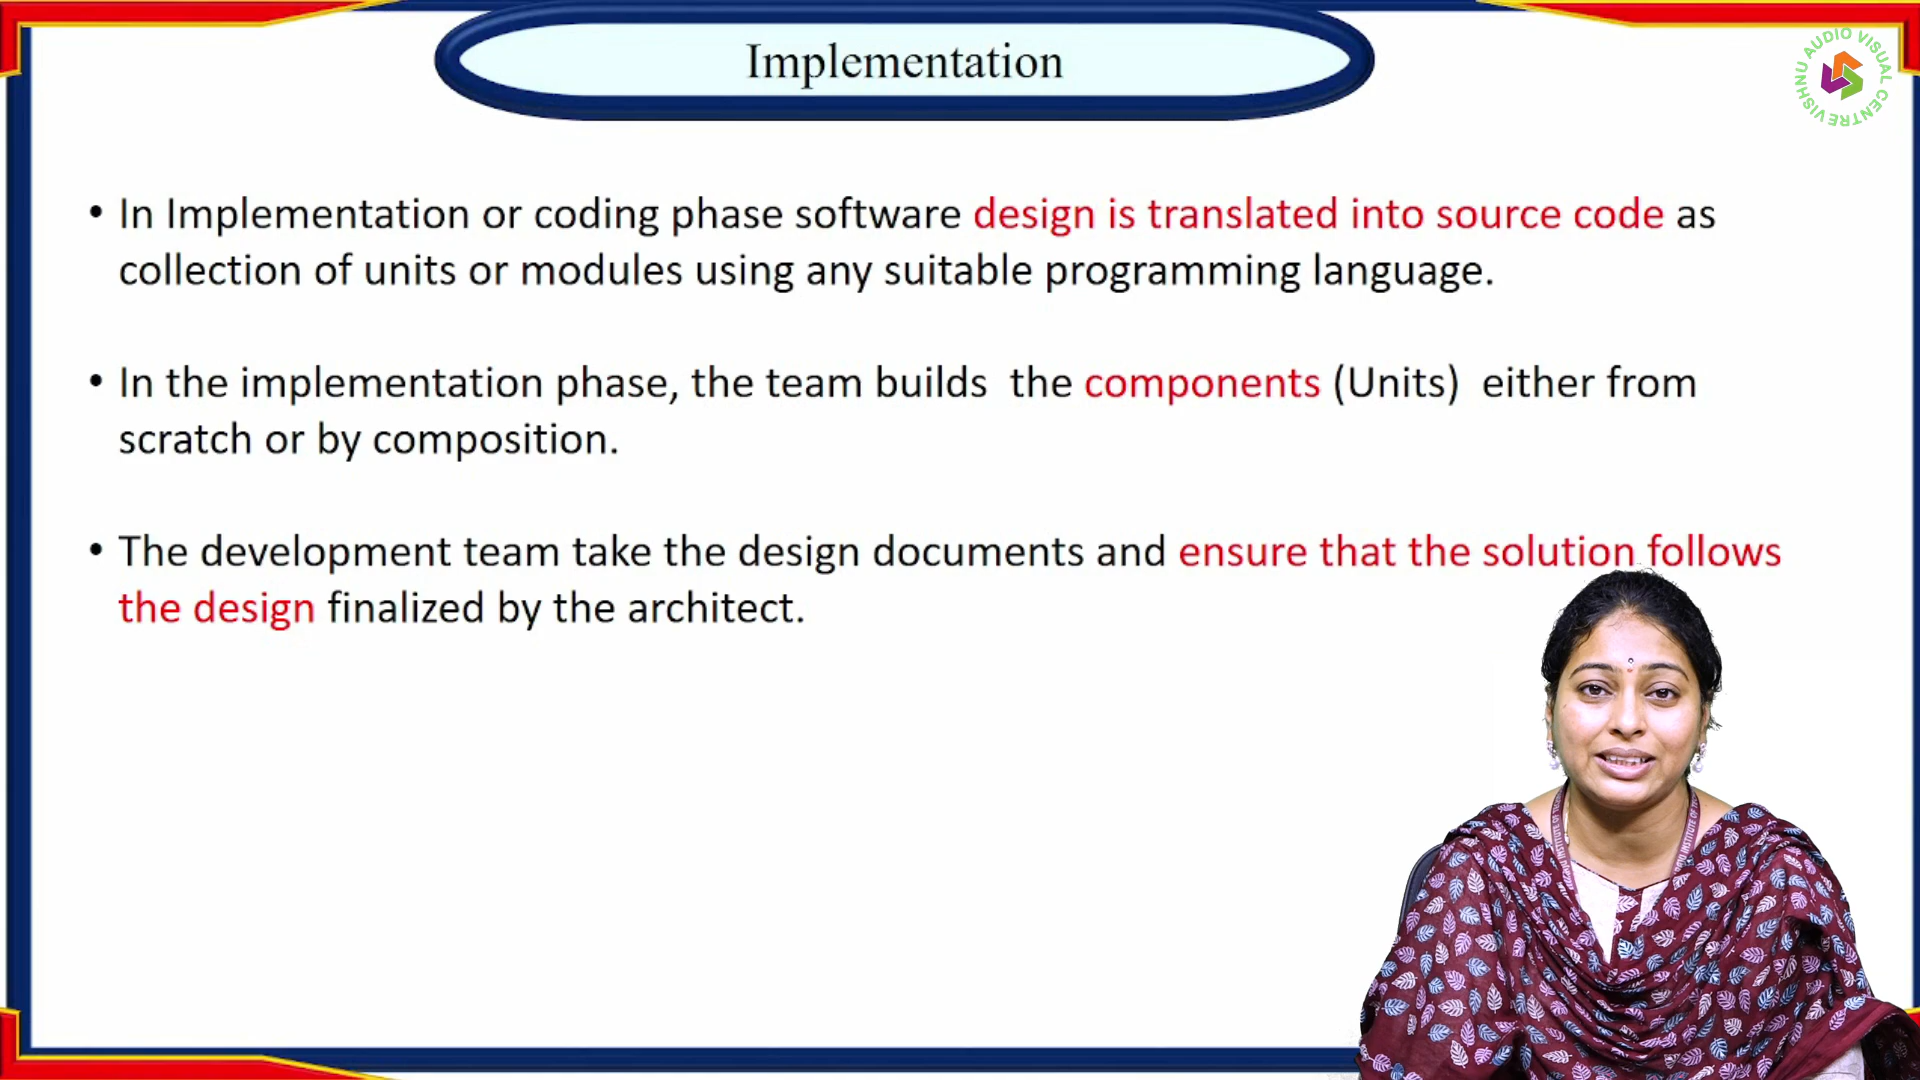 Implementation
VISHNU AUDIO VISUAL CENTRE
• In Implementation or coding phase software design is translated into source code as
collection of units or modules using any suitable programming language.
• In the implementation phase, the team builds the components (Units) either from
scratch or by composition.
• The development team take the design documents and ensure that the solution follows
the design finalized by the architect.